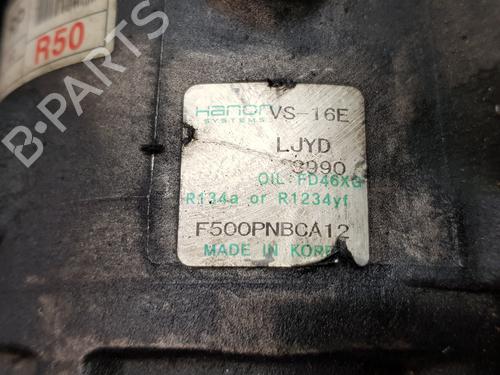 R50
Hanon VS-16E
SYSTEMS
LJYD
OIL FD46XG
R134a or R1234yf
F500PNBCA12
MADE IN KOREA
B-PARTS